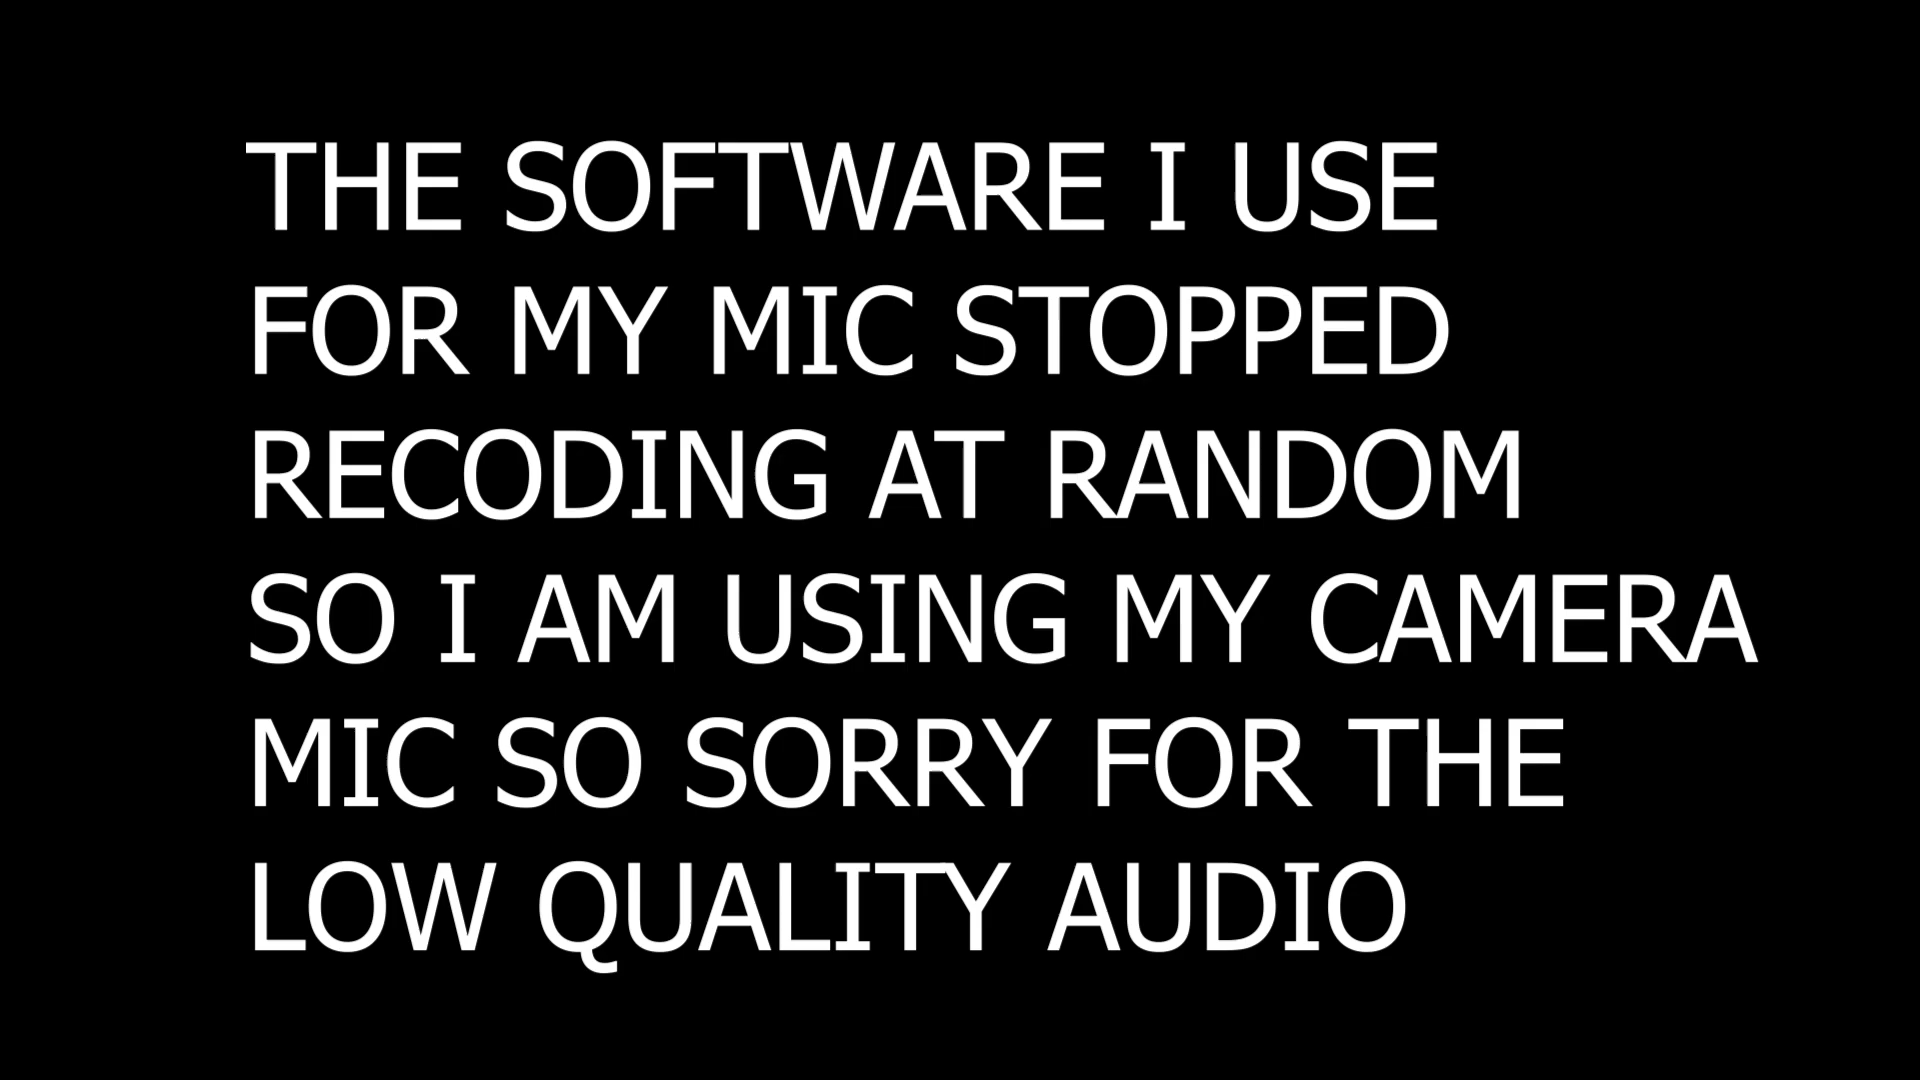 THE SOFTWARE I USE
FOR MY MIC STOPPED
RECODING AT RANDOM
SO I AM USING MY CAMERA
MIC SO SORRY FOR THE
LOW QUALITY AUDIO